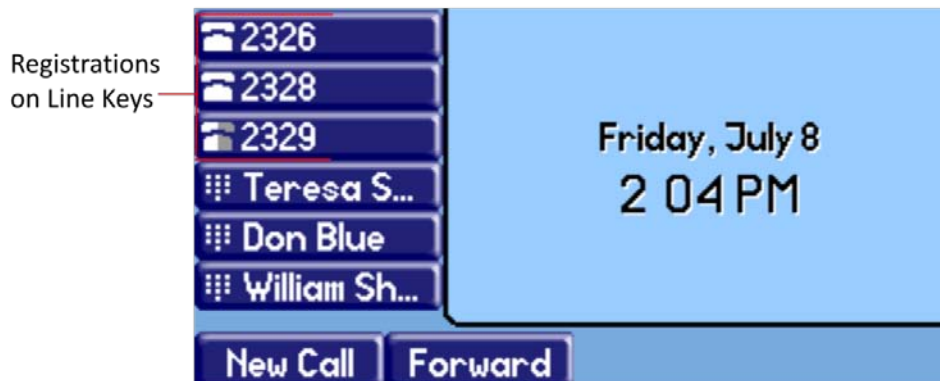 Registrations
on Line Keys
2326
2328
2329
Teresa S...
Don Blue
William Sh...
Friday, July 8
2 04 PM
New Call
Forward